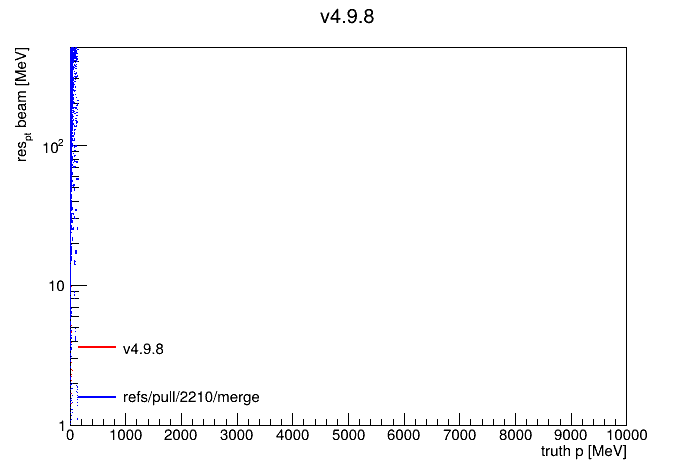 v4.9.8
res_pt beam [MeV]
10^2
10
1
v4.9.8
refs/pull/2210/merge
0 1000 2000 3000 4000 5000 6000 7000 8000 9000 10000
truth p [MeV]